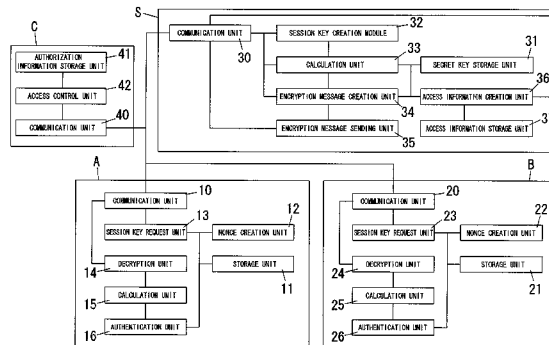 S
C
COMMUNICATION UNIT
30
SESSION KEY CREATION MODULE
32
AUTHORIZATION
INFORMATION STORAGE UNIT
41
CALCULATION UNIT
33
SECRET KEY STORAGE UNIT
31
ACCESS CONTROL UNIT
42
ENCRYPTION MESSAGE CREATION UNIT
34
ACCESS INFORMATION CREATION UNIT
36
COMMUNICATION UNIT
40
ENCRYPTION MESSAGE SENDING UNIT
35
ACCESS INFORMATION STORAGE UNIT
A
COMMUNICATION UNIT
10
SESSION KEY REQUEST UNIT
13
NONCE CREATION UNIT
12
DECRYPTION UNIT
14
STORAGE UNIT
11
CALCULATION UNIT
15
AUTHENTICATION UNIT
16
B
COMMUNICATION UNIT
20
SESSION KEY REQUEST UNIT
23
NONCE CREATION UNIT
22
DECRYPTION UNIT
24
STORAGE UNIT
21
CALCULATION UNIT
25
AUTHENTICATION UNIT
26